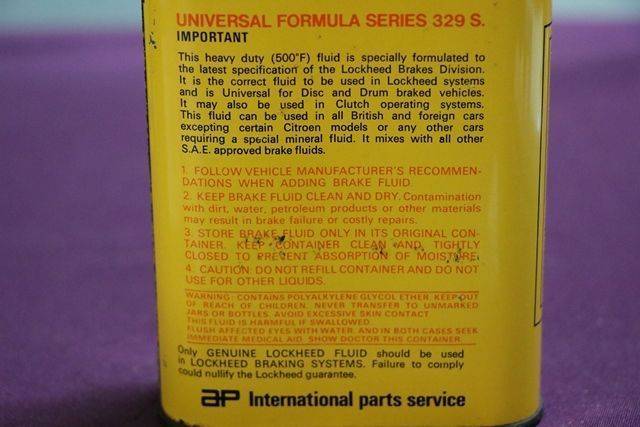 UNIVERSAL FORMULA SERIES 329 S.
IMPORTANT
This heavy duty (500°F) fluid is specially formulated to
the latest specification of the Lockheed Brakes Division.
It is the correct fluid to be used in Lockheed systems
and is Universal for Disc and Drum braked vehicles.
It may also be used in Clutch operating systems.
This fluid can be used in all British and foreign cars
excepting certain Citroen models or any other cars
requiring a special mineral fluid. It mixes with all other
S.A.E. approved brake fluids.
1. FOLLOW VEHICLE MANUFACTURER'S RECOMMEN-
DATIONS WHEN ADDING BRAKE FLUID.
2. KEEP BRAKE FLUID CLEAN AND DRY. Contamination
with dirt, water, petroleum products or other materials
may result in brake failure or costly repairs.
3. STORE BRAKE FLUID ONLY IN ITS ORIGINAL CON-
TAINER. KEEP CONTAINER CLEAN AND TIGHTLY
CLOSED TO PREVENT ABSORPTION OF MOISTURE.
4. CAUTION: DO NOT REFILL CONTAINER AND DO NOT
USE FOR OTHER LIQUIDS.
WARNING: CONTAINS POLYALKYLENE GLYCOL ETHER. KEEP OUT
OF REACH OF CHILDREN. NEVER TRANSFER TO UNMARKED
JARS OR BOTTLES. AVOID EXCESSIVE SKIN CONTACT.
THIS FLUID IS HARMFUL IF SWALLOWED.
FLUSH AFFECTED EYES WITH WATER, AND IN BOTH CASES SEEK
IMMEDIATE MEDICAL AID. SHOW DOCTOR THIS CONTAINER.
Only GENUINE LOCKHEED FLUID should be used
in LOCKHEED BRAKING SYSTEMS. Failure to comply
could nullify the Lockheed guarantee.
ap International parts service